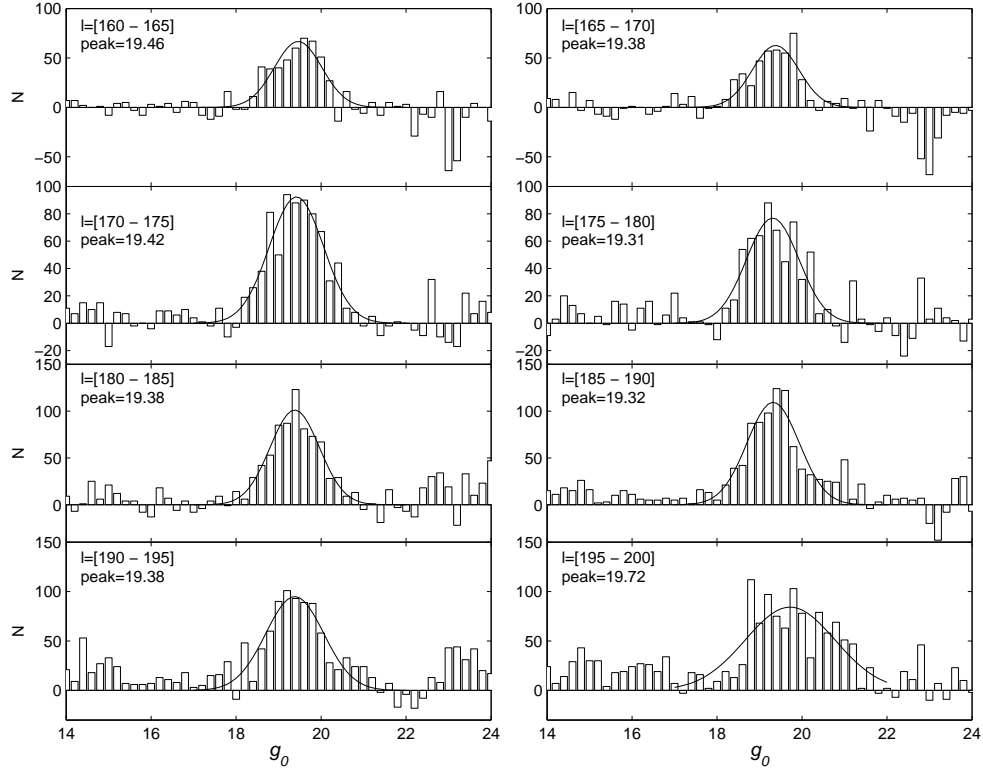 l=[160 − 165]
peak=19.46
100
50
0
−50
N
l=[165 − 170]
peak=19.38
100
50
0
−50
l=[170 − 175]
peak=19.42
100
80
60
40
20
0
−20
N
l=[175 − 180]
peak=19.31
80
60
40
20
0
−20
l=[180 − 185]
peak=19.38
150
100
50
0
N
l=[185 − 190]
peak=19.32
150
100
50
0
l=[190 − 195]
peak=19.38
150
100
50
0
N
l=[195 − 200]
peak=19.72
150
100
50
0
14 16 18 20 22 24
14 16 18 20 22 24
g0
g0